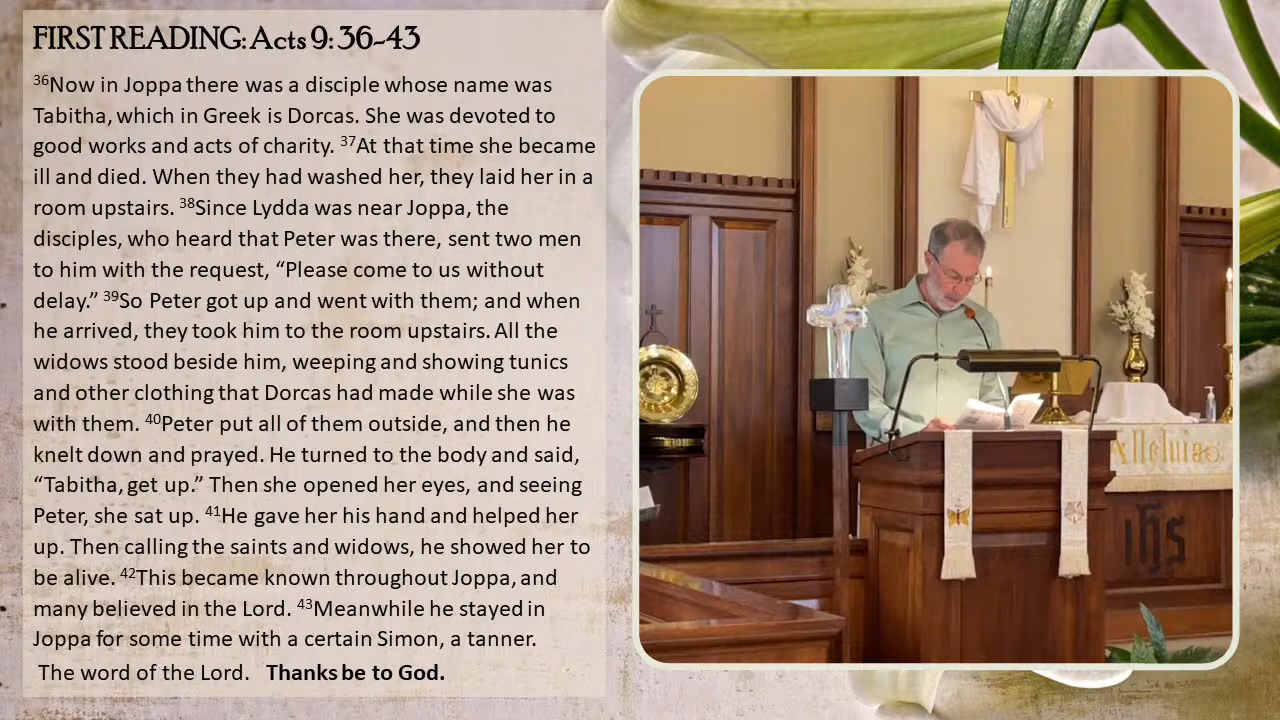 FIRST READING: Acts 9: 36-43
³⁶Now in Joppa there was a disciple whose name was
Tabitha, which in Greek is Dorcas. She was devoted to
good works and acts of charity. ³⁷At that time she became
ill and died. When they had washed her, they laid her in a
room upstairs. ³⁸Since Lydda was near Joppa, the
disciples, who heard that Peter was there, sent two men
to him with the request, “Please come to us without
delay.” ³⁹So Peter got up and went with them; and when
he arrived, they took him to the room upstairs. All the
widows stood beside him, weeping and showing tunics
and other clothing that Dorcas had made while she was
with them. ⁴⁰Peter put all of them outside, and then he
knelt down and prayed. He turned to the body and said,
“Tabitha, get up.” Then she opened her eyes, and seeing
Peter, she sat up. ⁴¹He gave her his hand and helped her
up. Then calling the saints and widows, he showed her to
be alive. ⁴²This became known throughout Joppa, and
many believed in the Lord. ⁴³Meanwhile he stayed in
Joppa for some time with a certain Simon, a tanner.
The word of the Lord. Thanks be to God.
Alleluias
ihs